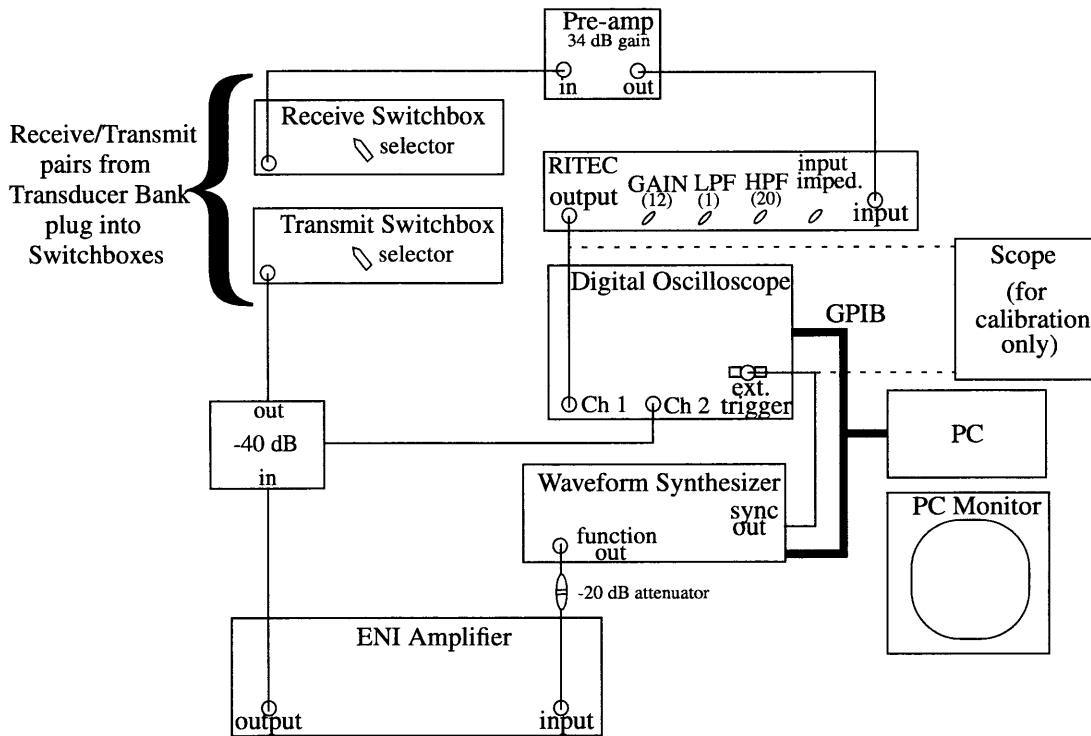 Pre-amp
34 dB gain
in
out
Receive/Transmit
pairs from
Transducer Bank
plug into
Switchboxes
Receive Switchbox
selector
Transmit Switchbox
selector
RITEC
output
GAIN
(12)
LPF
(1)
HPF
(20)
input
imped.
input
Digital Oscilloscope
Scope
(for
calibration
only)
GPIB
ext.
trigger
Ch 1
Ch 2
out
-40 dB
in
PC
Waveform Synthesizer
sync
out
function
out
PC Monitor
-20 dB attenuator
ENI Amplifier
output
input